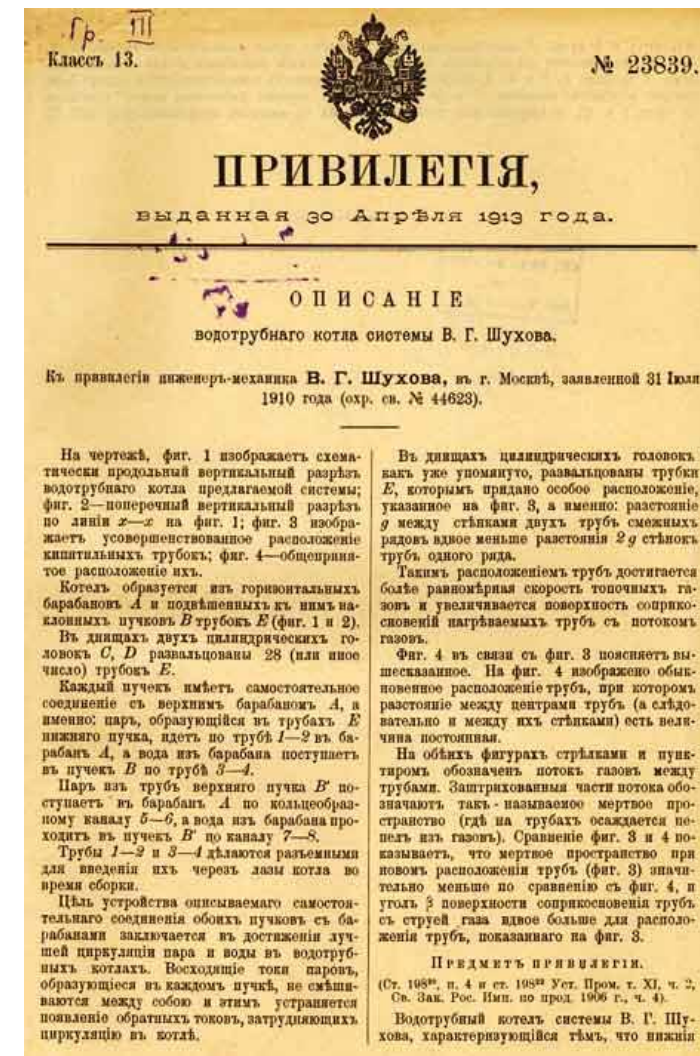 Гр. III
Классъ 13.
№ 23839.
ПРИВИЛЕГІЯ,
выданная 30 Апрѣля 1913 года.
ОПИСАНІЕ
водотрубнаго котла системы В. Г. Шухова.
Къ привилегіи инженеръ-механика В. Г. Шухова, въ г. Москвѣ, заявленной 31 Іюля
1910 года (охр. св. № 44623).
На чертежѣ, фиг. 1 изображаетъ схема-
тически продольный вертикальный разрѣзъ
водотрубнаго котла предлагаемой системы;
фиг. 2—поперечный вертикальный разрѣзъ
по линіи x—x на фиг. 1; фиг. 3 изобра-
жаетъ усовершенствованное расположеніе
кипятильныхъ трубокъ; фиг. 4—общеприня-
тое расположеніе ихъ.
Котелъ образуется изъ горизонтальныхъ
барабановъ A и подвѣшенныхъ къ нимъ на-
клонныхъ пучковъ B трубокъ E (фиг. 1 и 2).
Въ днищахъ двухъ цилиндрическихъ го-
ловокъ C, D развальцованы 28 (или иное
число) трубокъ E.
Каждый пучекъ имѣетъ самостоятельное
соединеніе съ верхнимъ барабаномъ A, а
именно: паръ, образующійся въ трубахъ E
нижняго пучка, идетъ по трубѣ 1—2 въ ба-
рабанъ A, а вода изъ барабана поступаетъ
въ пучекъ B по трубѣ 3—4.
Паръ изъ трубъ верхняго пучка B' по-
ступаетъ въ барабанъ A по кольцеобраз-
ному каналу 5—6, а вода изъ барабана про-
ходитъ въ пучекъ B' по каналу 7—8.
Трубы 1—2 и 3—4 дѣлаются разъемными
для введенія ихъ черезъ лазы котла во
время сборки.
Цѣль устройства описываемаго самостоя-
тельнаго соединенія обоихъ пучковъ съ ба-
рабанами заключается въ достиженіи луч-
шей циркуляціи пара и воды въ водотруб-
ныхъ котлахъ. Восходящіе токи паровъ,
образующіеся въ каждомъ пучкѣ, не смѣши-
ваются между собою и этимъ устраняется
появленіе обратныхъ токовъ, затрудняющихъ
циркуляцію въ котлѣ.
Въ днищахъ цилиндрическихъ головокъ
какъ уже упомянуто, развальцованы трубки
E, которымъ придано особое расположеніе,
указанное на фиг. 3, а именно: разстояніе
g между стѣнками двухъ трубъ смежныхъ
рядовъ вдвое меньше разстоянія 2g стѣнокъ
трубъ одного ряда.
Такимъ расположеніемъ трубъ достигается
болѣе равномѣрная скорость топочныхъ га-
зовъ и увеличивается поверхность соприко-
сновеній нагрѣваемыхъ трубъ съ потокомъ
газовъ.
Фиг. 4 въ связи съ фиг. 3 поясняетъ вы-
шесказанное. На фиг. 4 изображено обык-
новенное расположеніе трубъ, при которомъ
разстояніе между центрами трубъ (а слѣдо-
вательно и между ихъ стѣнками) есть вели-
чина постоянная.
На обѣихъ фигурахъ стрѣлками и пунк-
тиромъ обозначенъ потокъ газовъ между
трубами. Заштрихованныя части потока обо-
значаютъ такъ-называемое мертвое про-
странство (гдѣ на трубахъ осаждается пе-
пелъ изъ газовъ). Сравненіе фиг. 3 и 4 по-
казываетъ, что мертвое пространство при
новомъ расположеніи трубъ (фиг. 3) значи-
тельно меньше по сравненію съ фиг. 4, и
уголъ β поверхности соприкосновенія трубъ
съ струей газа вдвое больше для располо-
женія трубъ, показаннаго на фиг. 3.
Предметъ привилегіи.
(Ст. 198²⁰, п. 4 и ст. 198²² Уст. Пром. т. XI, ч. 2,
Св. Зак. Рос. Имп. по прод. 1906 г., ч. 4).
Водотрубный котелъ системы В. Г. Шу-
хова, характеризующійся тѣмъ, что нижнія